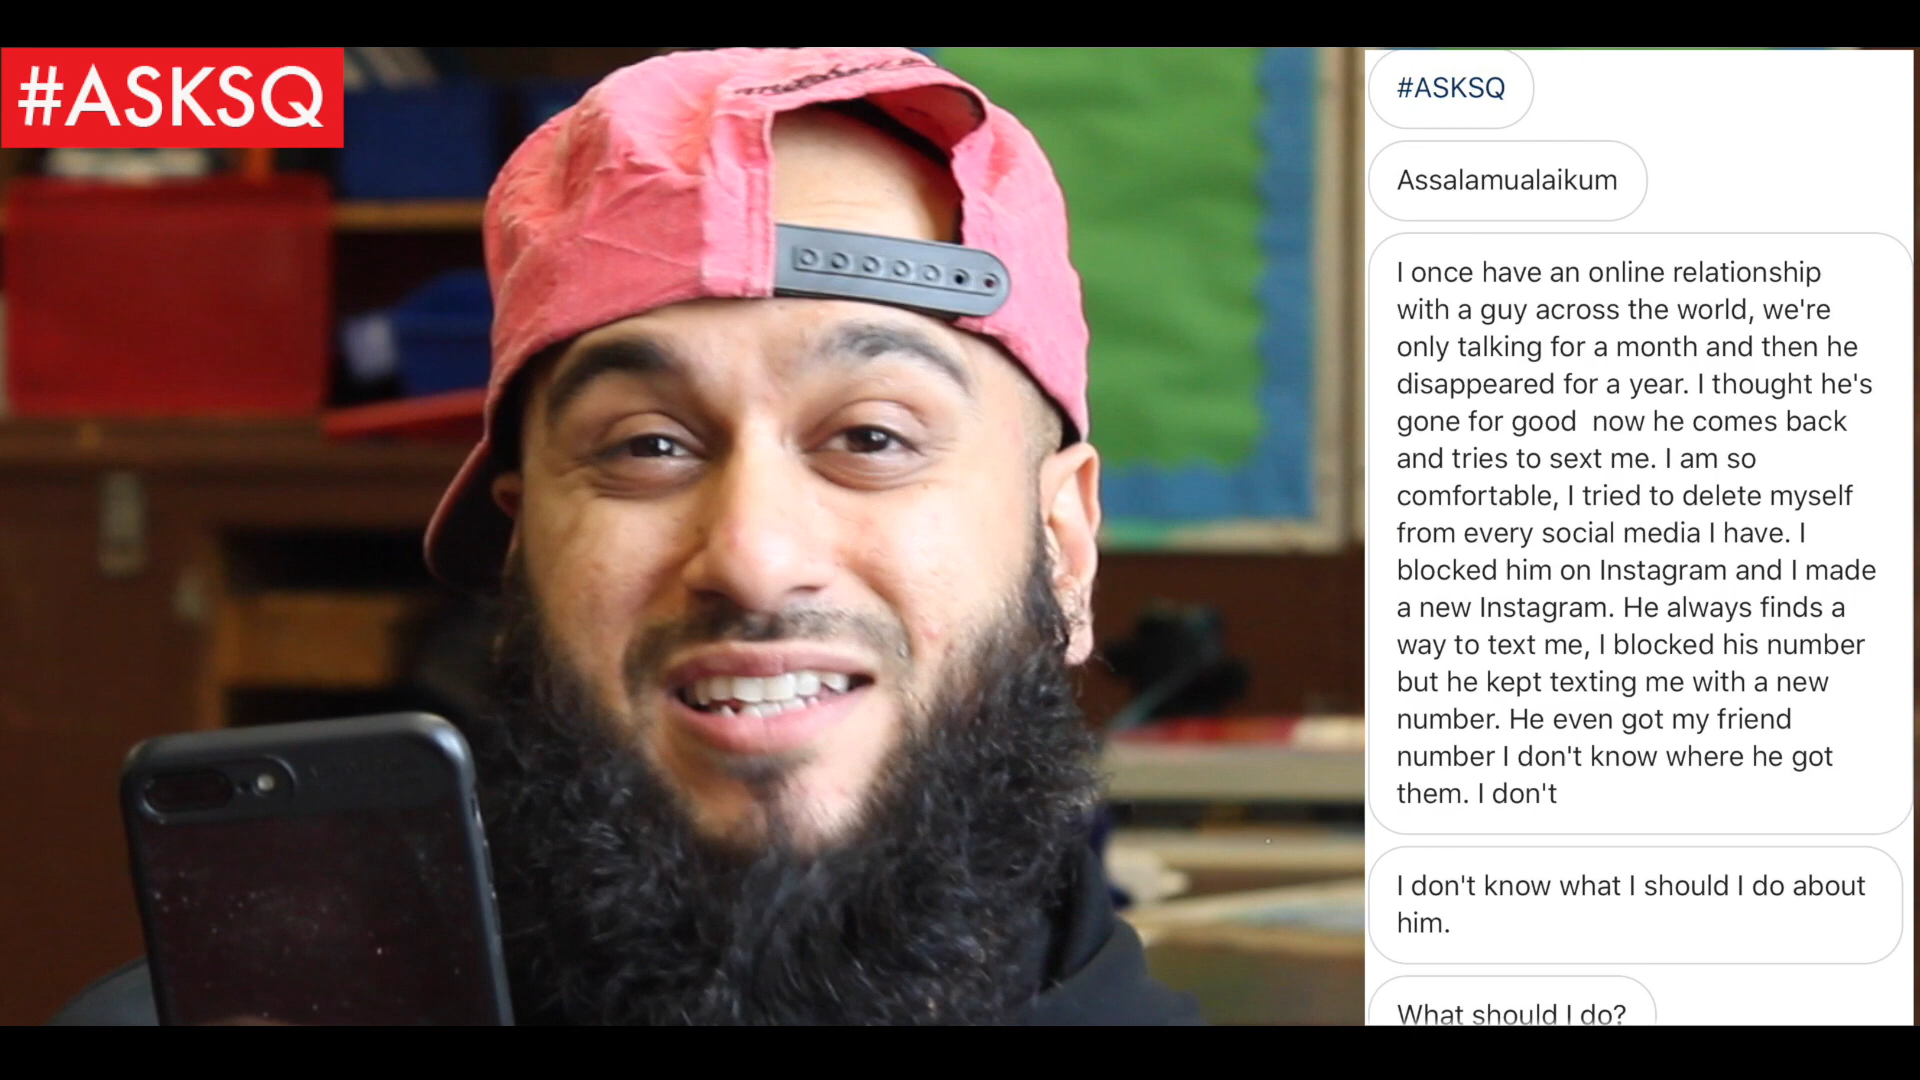 #ASKSQ
#ASKSQ
Assalamualaikum
I once have an online relationship
with a guy across the world, we're
only talking for a month and then he
disappeared for a year. I thought he's
gone for good  now he comes back
and tries to sext me. I am so
comfortable, I tried to delete myself
from every social media I have. I
blocked him on Instagram and I made
a new Instagram. He always finds a
way to text me, I blocked his number
but he kept texting me with a new
number. He even got my friend
number I don't know where he got
them. I don't
I don't know what I should I do about
him.
What should I do?